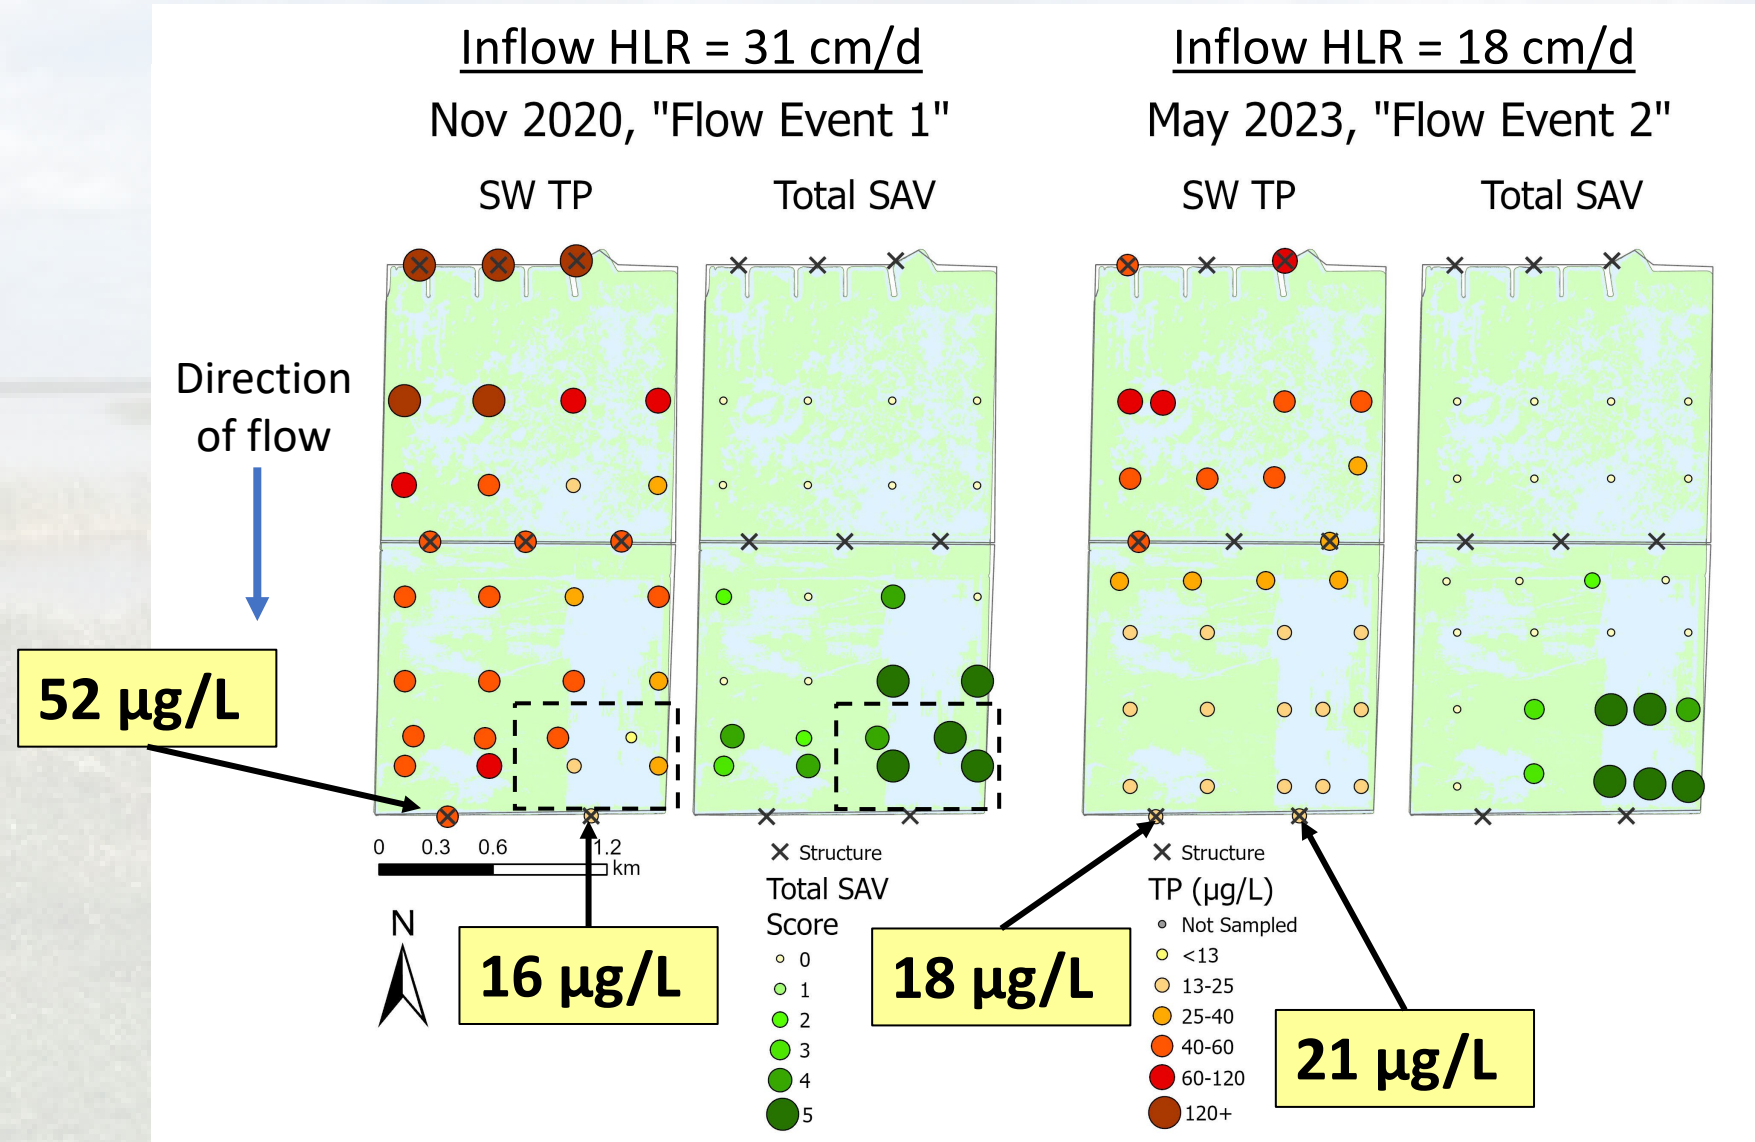 Inflow HLR = 31 cm/d
Nov 2020, "Flow Event 1"
SW TP
Total SAV
Inflow HLR = 18 cm/d
May 2023, "Flow Event 2"
SW TP
Total SAV
Direction
of flow
52 µg/L
0 0.3 0.6 1.2
km
N
16 µg/L
Structure
Total SAV
Score
0
1
2
3
4
5
18 µg/L
Structure
TP (µg/L)
Not Sampled
<13
13-25
25-40
40-60
60-120
120+
21 µg/L